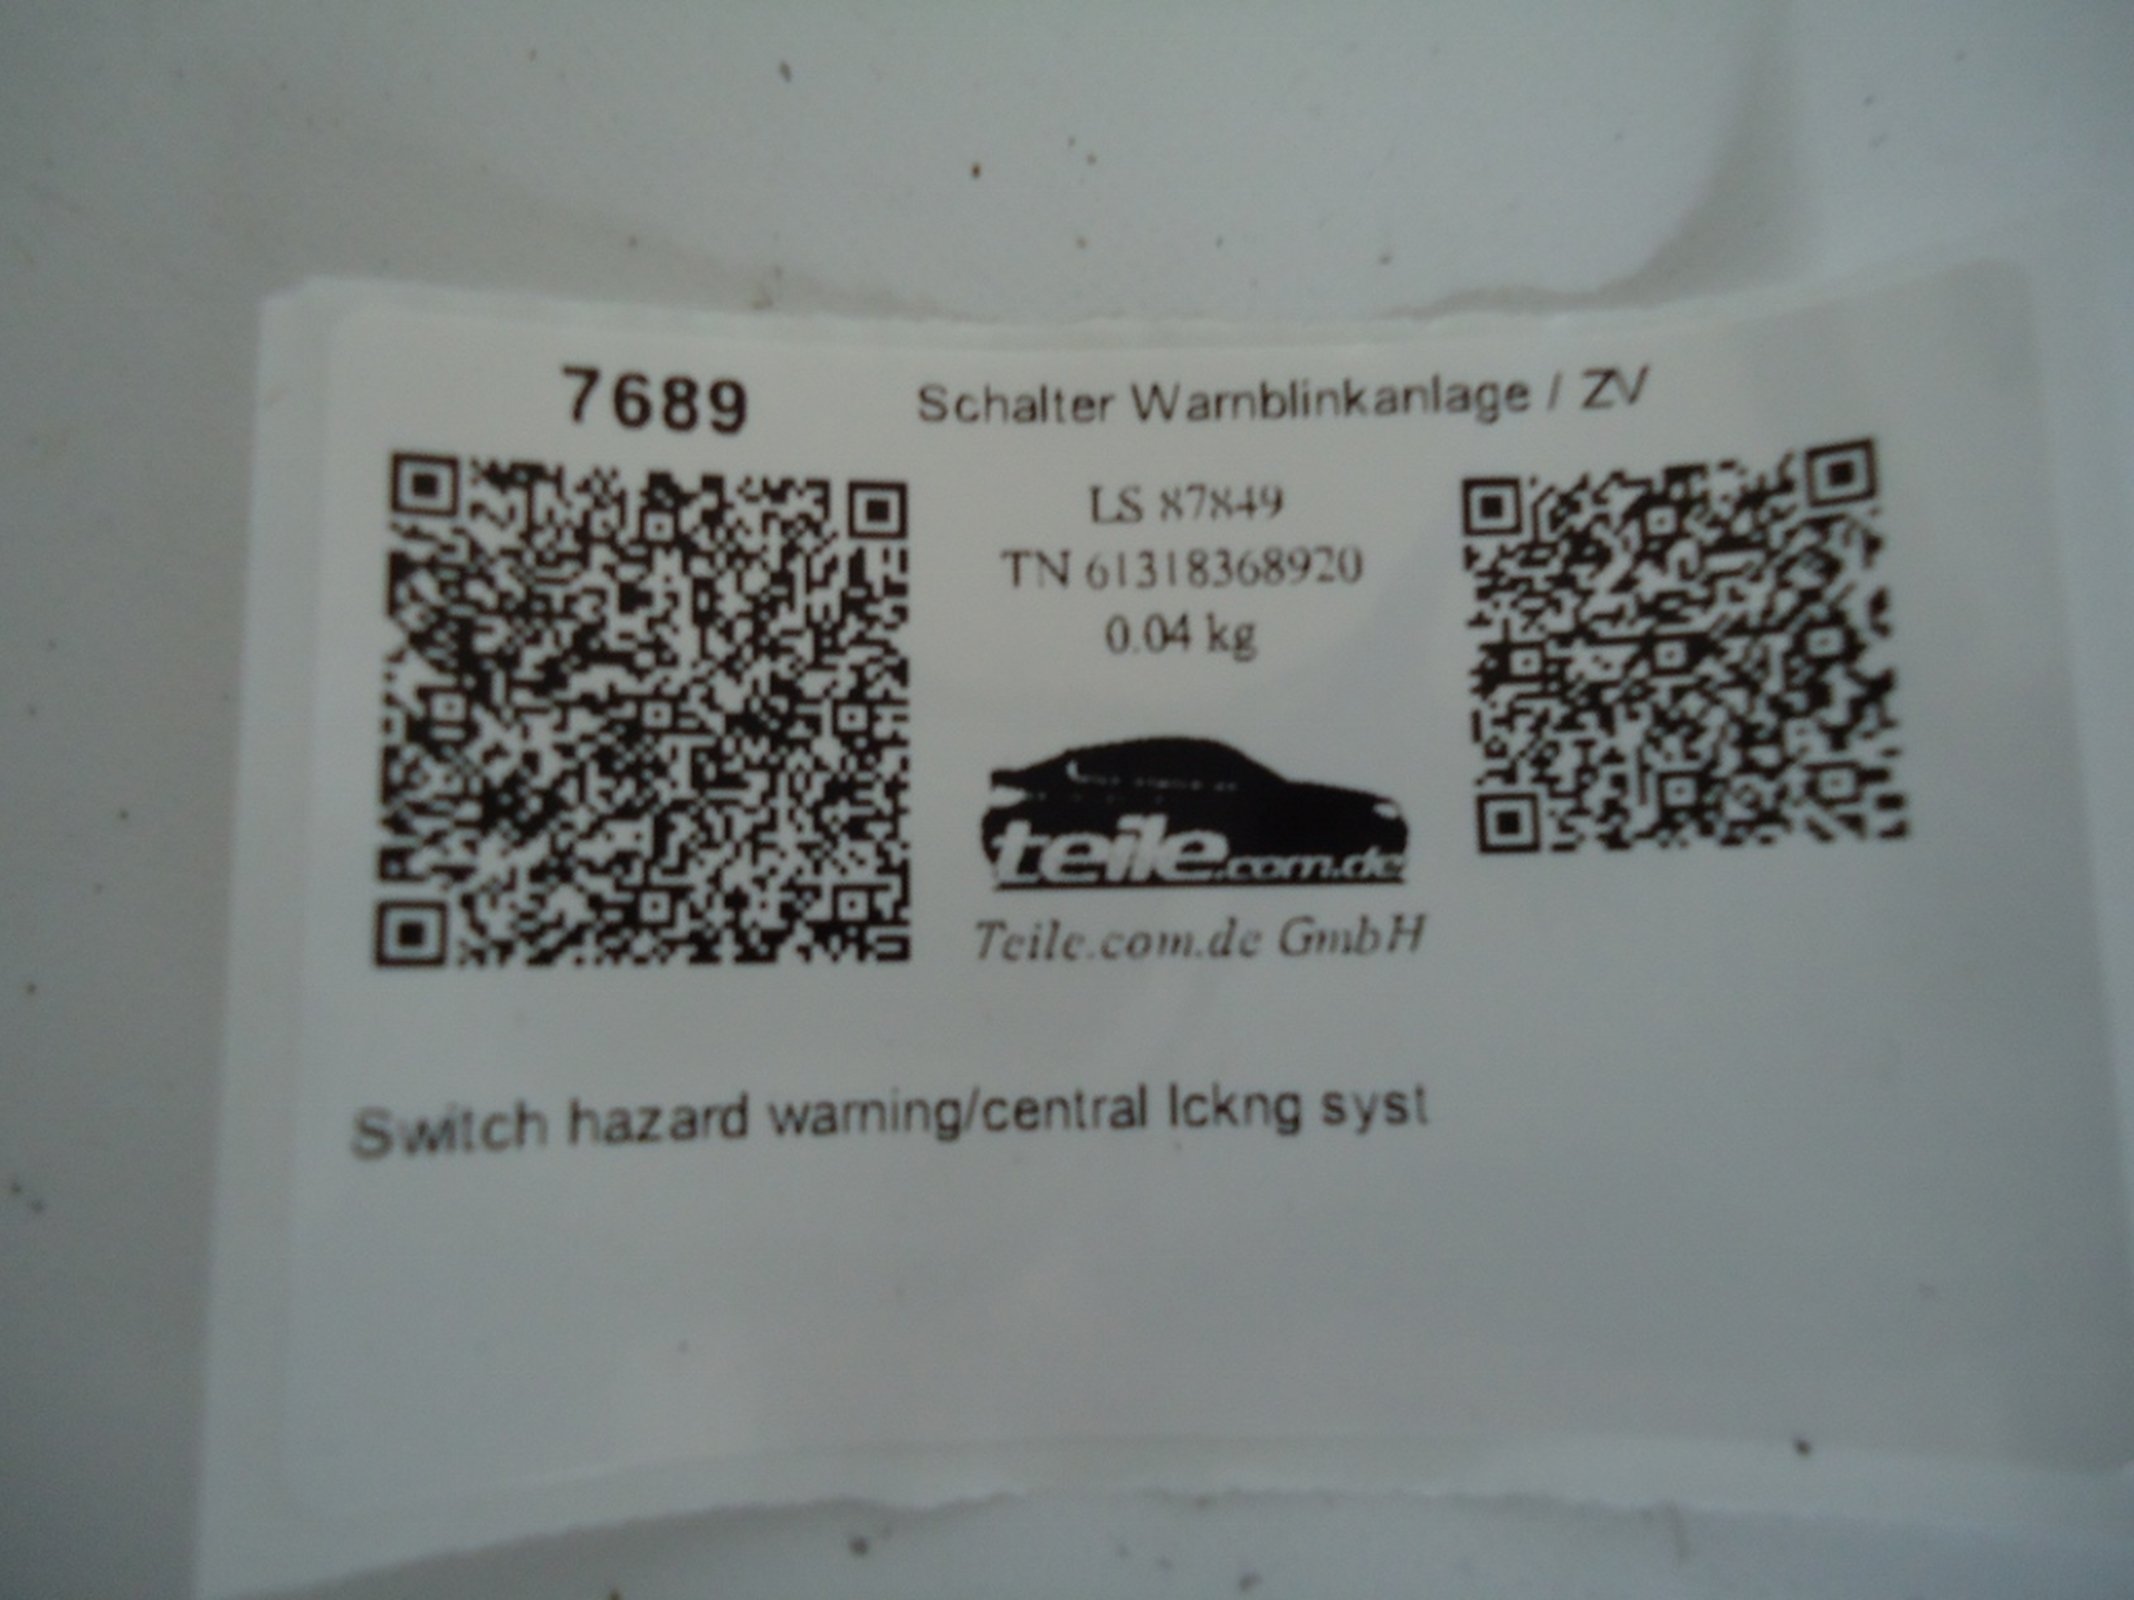 7689
Schalter Warnblinkanlage / ZV
LS 87849
TN 61318368920
0.04 kg
teile.com.de
Teile.com.de GmbH
Switch hazard warning/central lckng syst